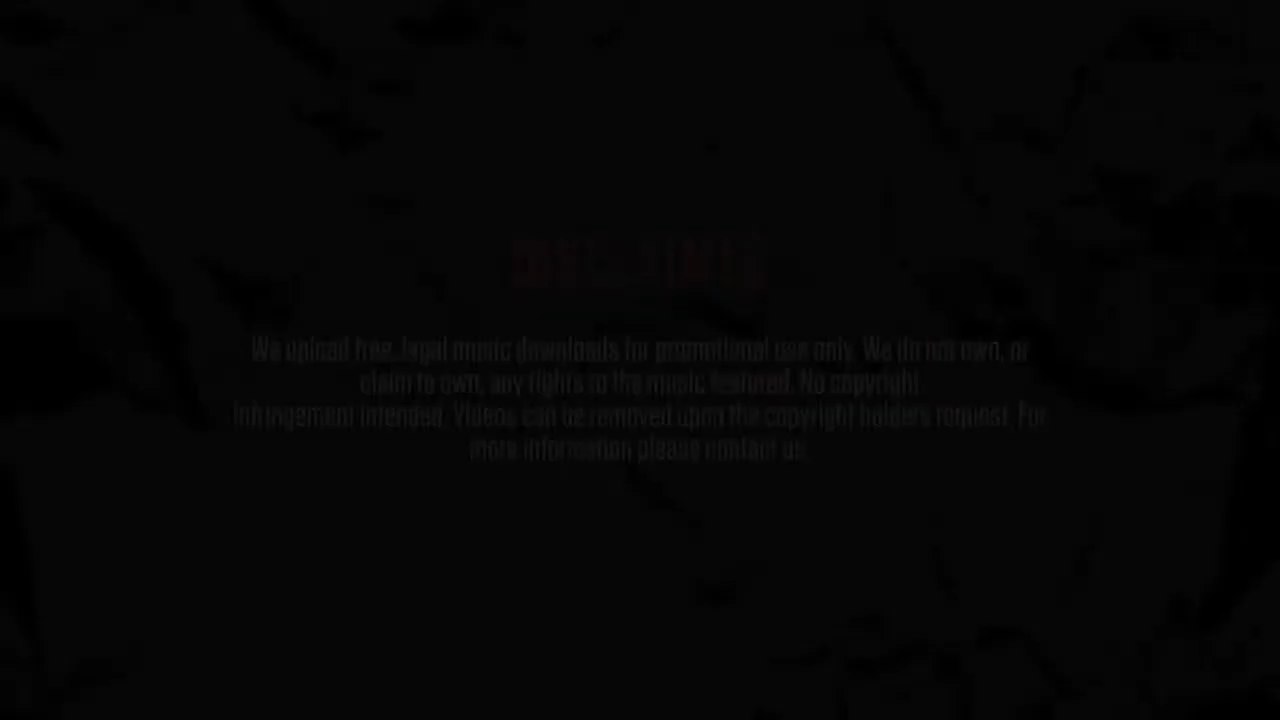 We upload free, legal music downloads for promotional use only. We do not own, or
claim to own, any rights to the music featured. No copyright
infringement intended. Videos can be removed upon the copyright holders request. For
more information please contact us.